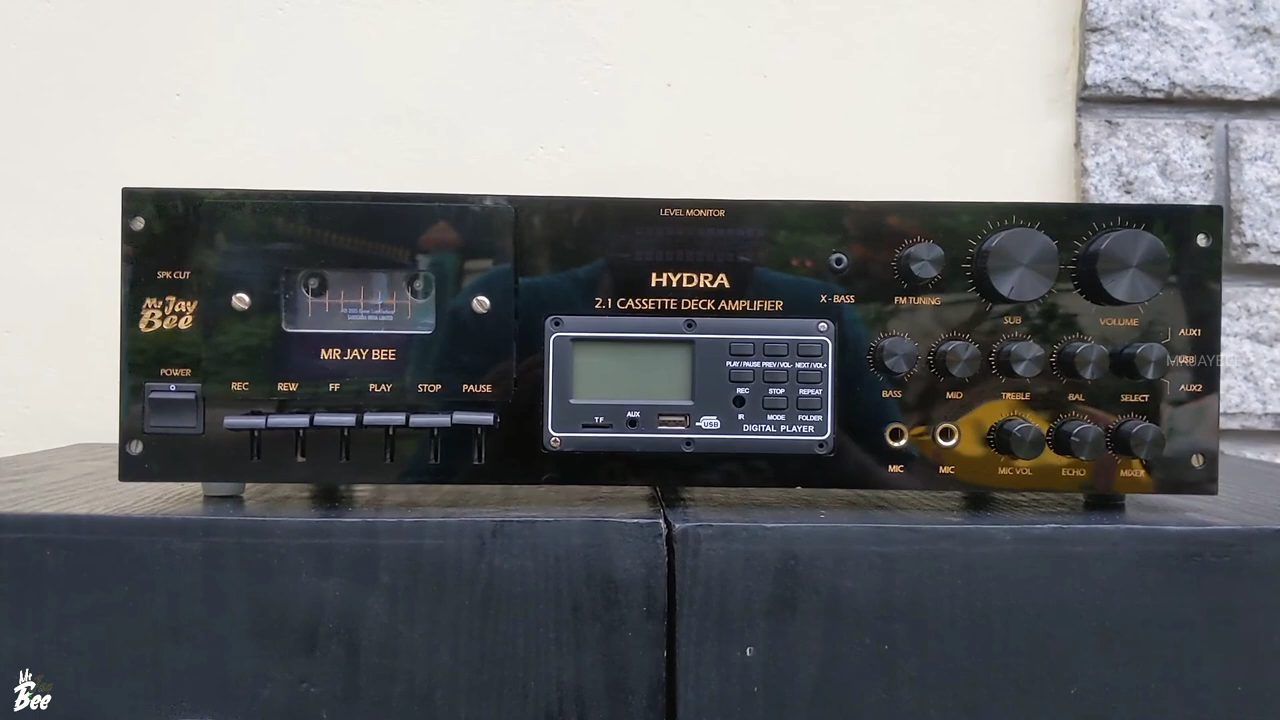 LEVEL MONITOR
SPK CUT
Mr Jay
Bee
HYDRA
2.1 CASSETTE DECK AMPLIFIER
X - BASS
FM TUNING
SUB
VOLUME
MR JAY BEE
POWER
REC
REW
FF
PLAY
STOP
PAUSE
PLAY / PAUSE
PREV / VOL-
NEXT / VOL+
REC
STOP
REPEAT
IR
MODE
FOLDER
TF
AUX
USB
DIGITAL PLAYER
BASS
MID
TREBLE
BAL
SELECT
AUX1
USB
AUX2
MIC
MIC
MIC VOL
ECHO
MIXER
Mr
Bee